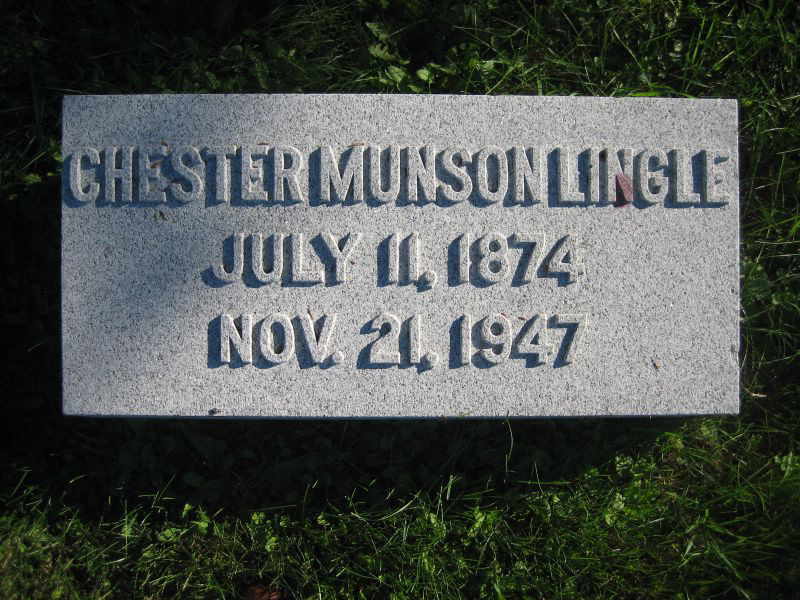 CHESTER MUNSON LINGLE
JULY 11, 1874
NOV. 21, 1947